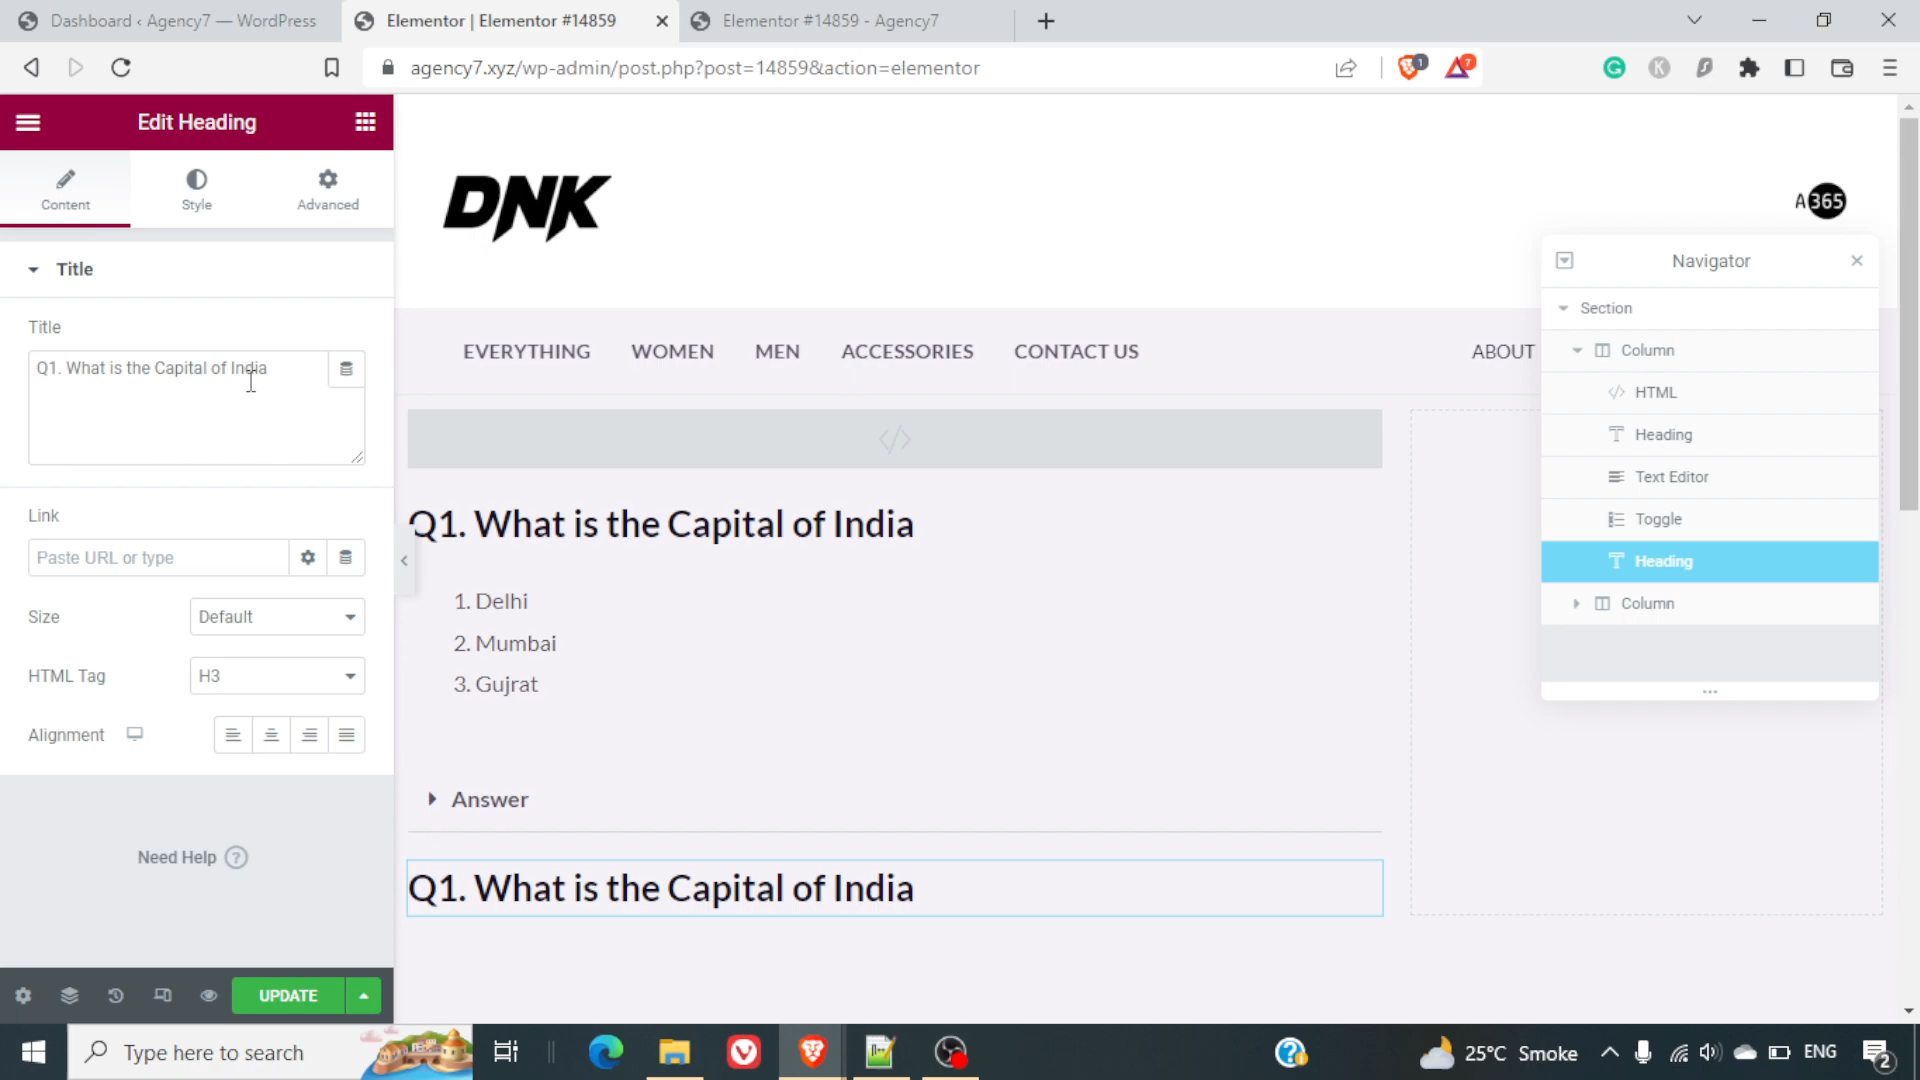 Dashboard ‹ Agency7 — WordPress
Elementor | Elementor #14859
Elementor #14859 - Agency7
agency7.xyz/wp-admin/post.php?post=14859&action=elementor
1
7
Edit Heading
Content
Style
Advanced
Title
Title
Q1. What is the Capital of India
Link
Paste URL or type
Size
Default
HTML Tag
H3
Alignment
Need Help ?
UPDATE
DNK
A365
EVERYTHING
WOMEN
MEN
ACCESSORIES
CONTACT US
ABOUT
Q1. What is the Capital of India
1. Delhi
2. Mumbai
3. Gujrat
Answer
Q1. What is the Capital of India
Navigator
Section
Column
HTML
Heading
Text Editor
Toggle
Heading
Column
Type here to search
25°C Smoke
ENG
2